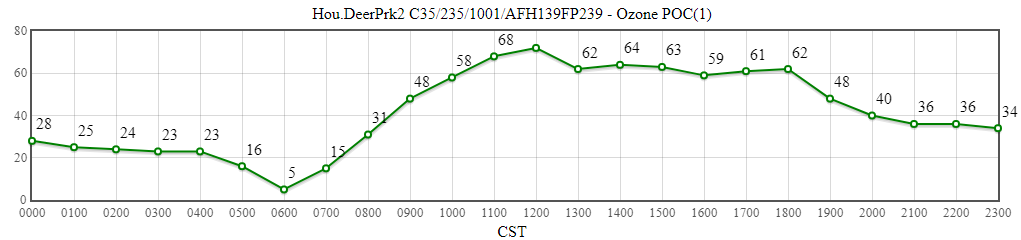 Hou.DeerPrk2 C35/235/1001/AFH139FP239 - Ozone POC(1)
80
60
40
20
0
28 25 24 23 23 16 5 15 31 48 58 68 62 64 63 59 61 62 48 40 36 36 34
0000 0100 0200 0300 0400 0500 0600 0700 0800 0900 1000 1100 1200 1300 1400 1500 1600 1700 1800 1900 2000 2100 2200 2300
CST